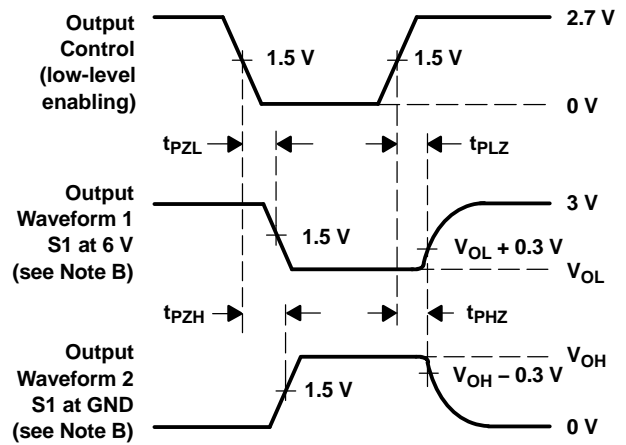 Output
Control
(low-level
enabling)
1.5 V
1.5 V
2.7 V
0 V
tPZL
tPLZ
Output
Waveform 1
S1 at 6 V
(see Note B)
1.5 V
3 V
VOL + 0.3 V
VOL
tPZH
tPHZ
Output
Waveform 2
S1 at GND
(see Note B)
1.5 V
VOH
VOH − 0.3 V
0 V